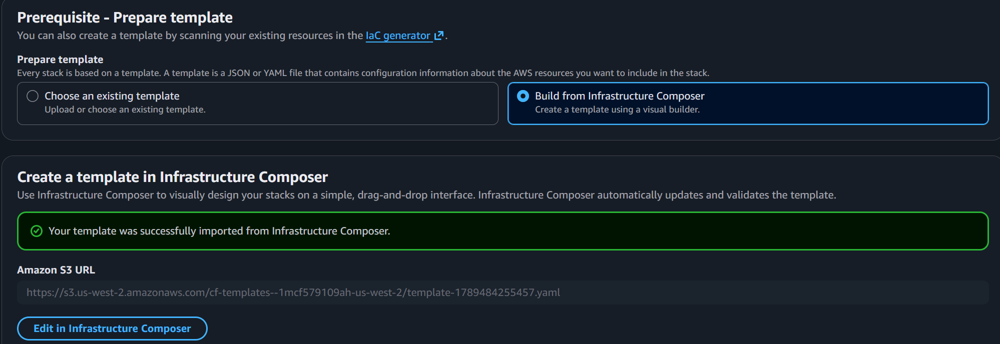 Prerequisite - Prepare template
You can also create a template by scanning your existing resources in the IaC generator.
Prepare template
Every stack is based on a template. A template is a JSON or YAML file that contains configuration information about the AWS resources you want to include in the stack.
Choose an existing template
Upload or choose an existing template.
Build from Infrastructure Composer
Create a template using a visual builder.
Create a template in Infrastructure Composer
Use Infrastructure Composer to visually design your stacks on a simple, drag-and-drop interface. Infrastructure Composer automatically updates and validates the template.
Your template was successfully imported from Infrastructure Composer.
Amazon S3 URL
https://s3.us-west-2.amazonaws.com/cf-templates--1mcf579109ah-us-west-2/template-1789484255457.yaml
Edit in Infrastructure Composer